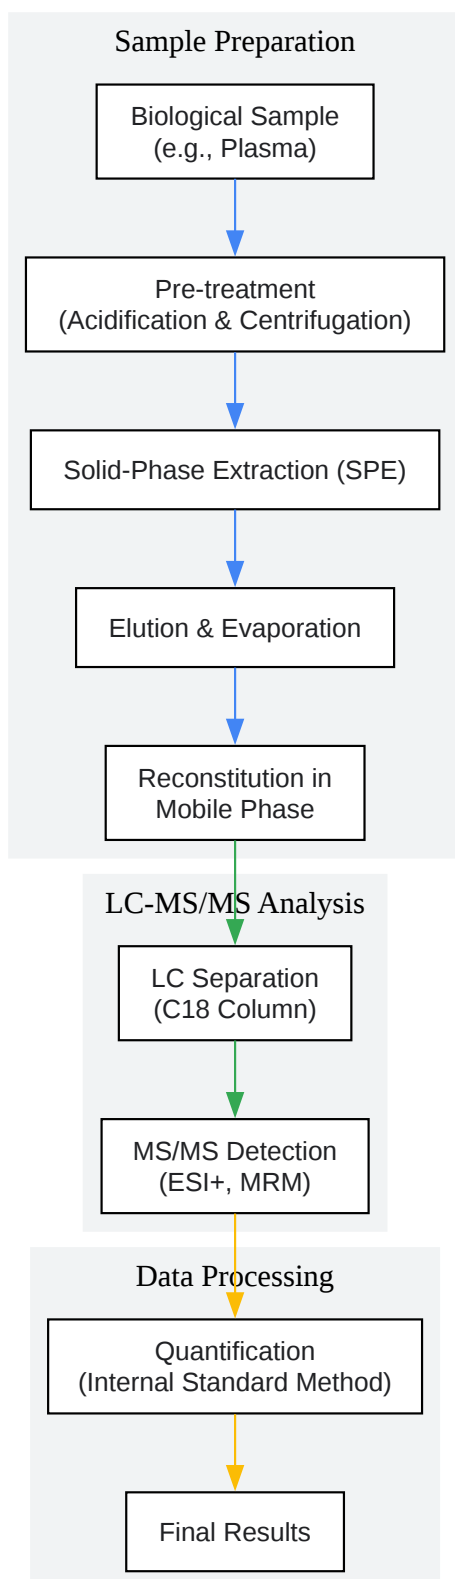 Sample Preparation
Biological Sample
(e.g., Plasma)
Pre-treatment
(Acidification & Centrifugation)
Solid-Phase Extraction (SPE)
Elution & Evaporation
Reconstitution in
Mobile Phase
LC-MS/MS Analysis
LC Separation
(C18 Column)
MS/MS Detection
(ESI+, MRM)
Data Processing
Quantification
(Internal Standard Method)
Final Results